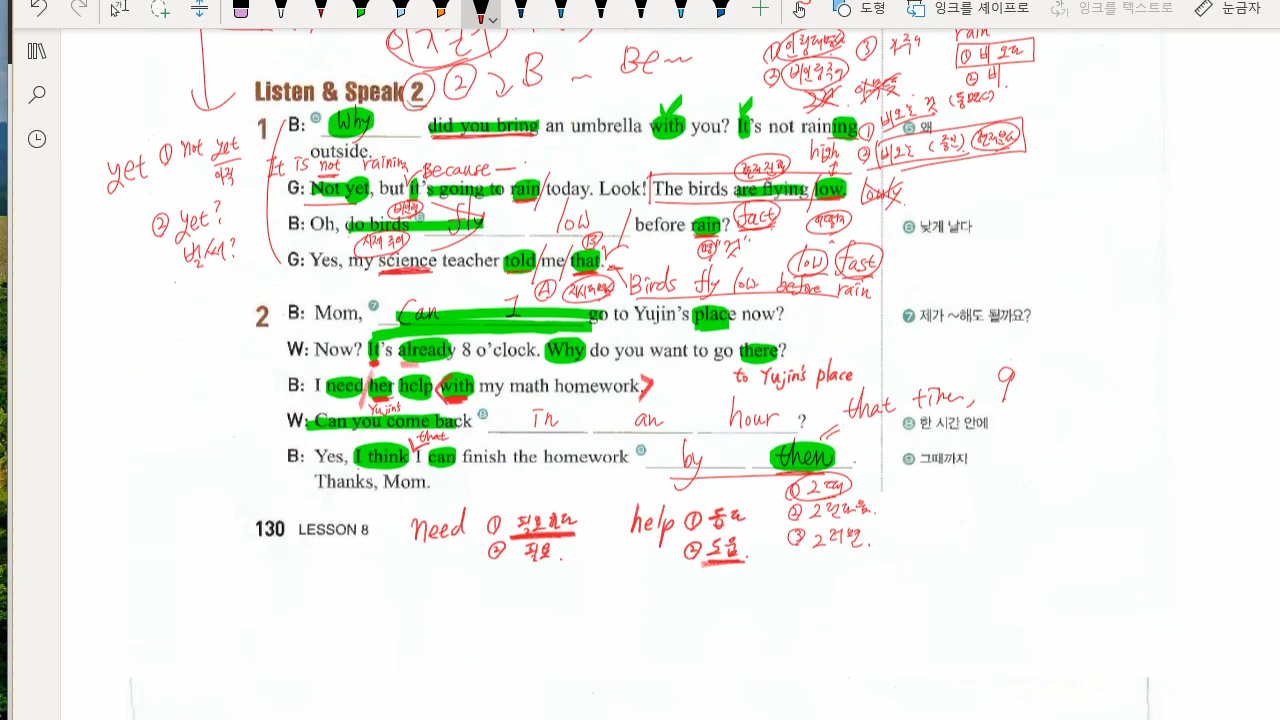 도형
잉크를 셰이프로
잉크를 텍스트로
눈금자
rain
① 비 오다
② 비
② B ~ Be~
Listen & Speak 2
1 B: Why did you bring an umbrella with you? It's not raining outside.
왜
yet ① not yet 아직
② yet? 벌써?
It is not raining
Because
high
G: Not yet, but it's going to rain today. Look! The birds are flying low.
B: Oh, do birds fly low before rain?
fact
낮게 날다
G: Yes, my science teacher told me that.
low fast
Birds fly low before rain
2 B: Mom, Can I go to Yujin's place now?
제가 ~해도 될까요?
W: Now? It's already 8 o'clock. Why do you want to go there?
to Yujin's place
B: I need her help with my math homework.
Yujin's
that time, 9
W: Can you come back in an hour?
한 시간 안에
that
B: Yes, I think I can finish the homework by then.
그때까지
Thanks, Mom.
① 그때
② 그런다음
③ 그러면
130 LESSON 8
need ① 필요하다
② 필요
help ① 돕다
② 도움